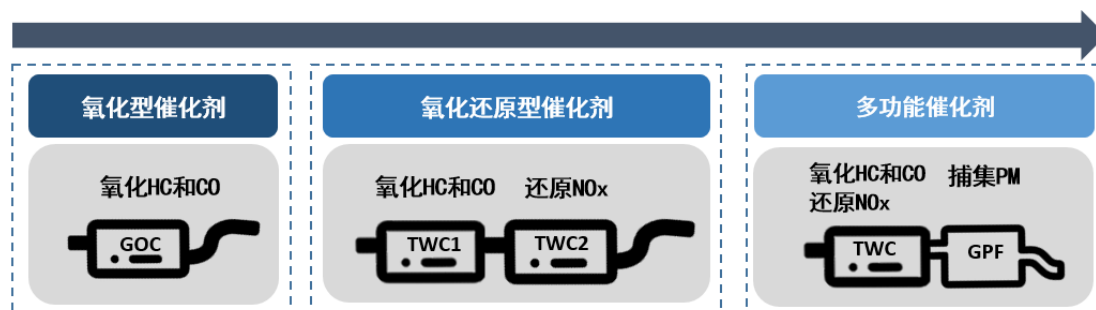 氧化型催化剂
氧化HC和CO
GOC
氧化还原型催化剂
氧化HC和CO 还原NOx
TWC1 TWC2
多功能催化剂
氧化HC和CO 捕集PM
还原NOx
TWC GPF